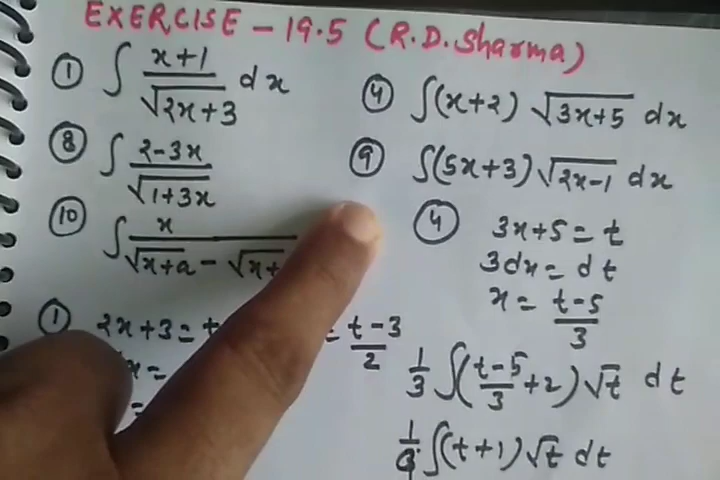 EXERCISE - 19.5 (R.D. Sharma)
① ∫ x+1/√2x+3 dx
⑧ ∫ 2-3x/√1+3x
⑩ ∫ x/√x+a - √x+
④ ∫(x+2) √3x+5 dx
⑨ ∫(5x+3)√2x-1 dx
④ 3x+5 = t
3dx = dt
x = t-5/3
1/3 ∫(t-5/3+2)√t dt
∫(t+1)√t dt
① 2x+3 = t
= t-3/2